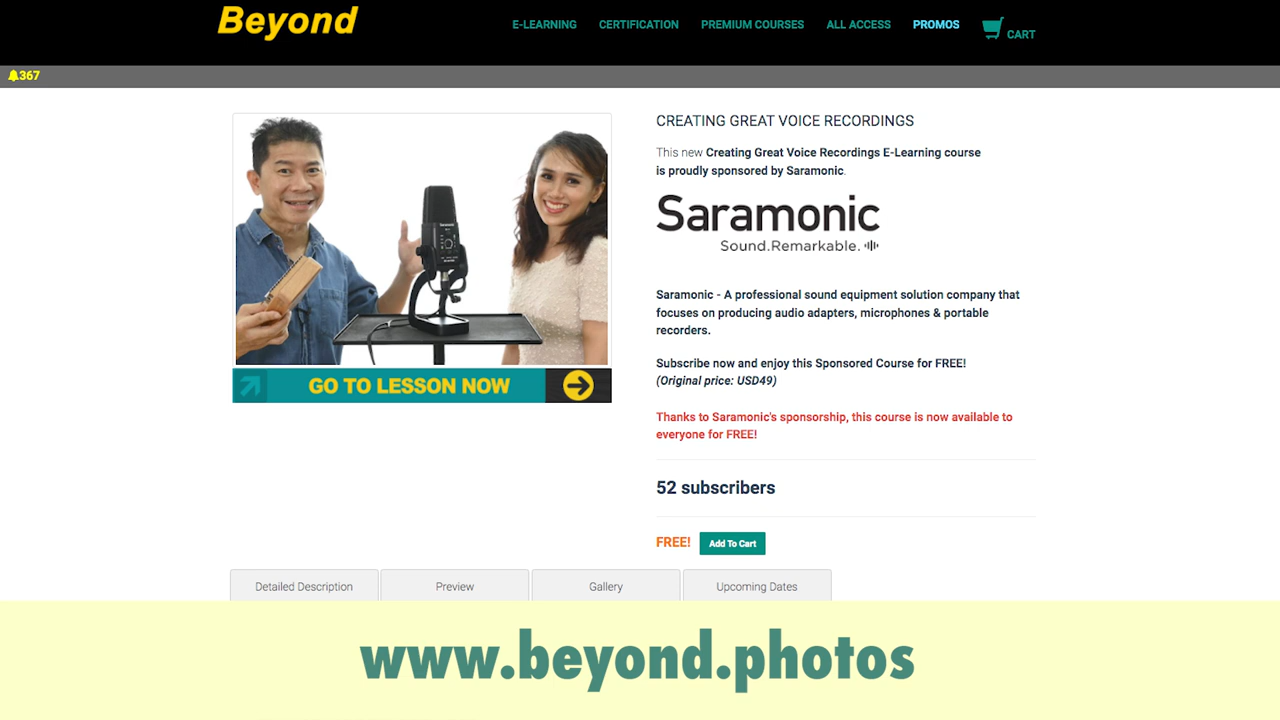 Beyond
E-LEARNING CERTIFICATION PREMIUM COURSES ALL ACCESS PROMOS CART
367
CREATING GREAT VOICE RECORDINGS
This new Creating Great Voice Recordings E-Learning course
is proudly sponsored by Saramonic.
Saramonic
Sound.Remarkable.
Saramonic
Saramonic - A professional sound equipment solution company that
focuses on producing audio adapters, microphones & portable
recorders.
Subscribe now and enjoy this Sponsored Course for FREE!
(Original price: USD49)
GO TO LESSON NOW
Thanks to Saramonic's sponsorship, this course is now available to
everyone for FREE!
52 subscribers
FREE! Add To Cart
Detailed Description Preview Gallery Upcoming Dates
www.beyond.photos